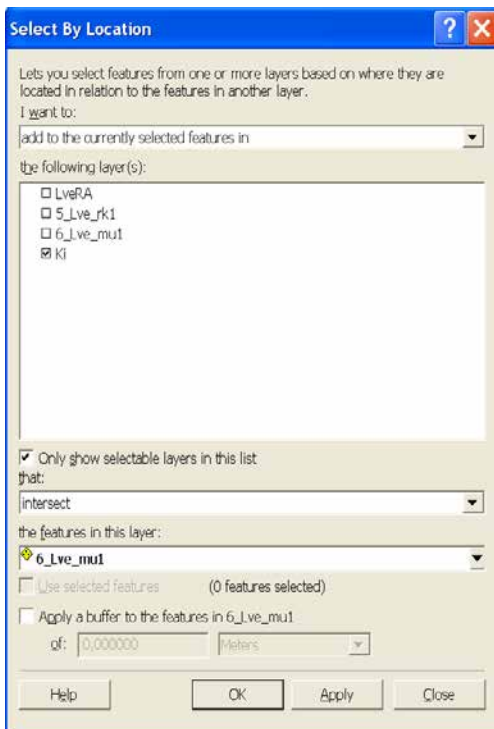 Select By Location
Lets you select features from one or more layers based on where they are
located in relation to the features in another layer.
I want to:
add to the currently selected features in
the following layer(s):
LveRA
5_Lve_rk1
6_Lve_mu1
Ki
Only show selectable layers in this list
that:
intersect
the features in this layer:
6_Lve_mu1
Use selected features (0 features selected)
Apply a buffer to the features in 6_Lve_mu1
of: 0,000000 Meters
Help OK Apply Close